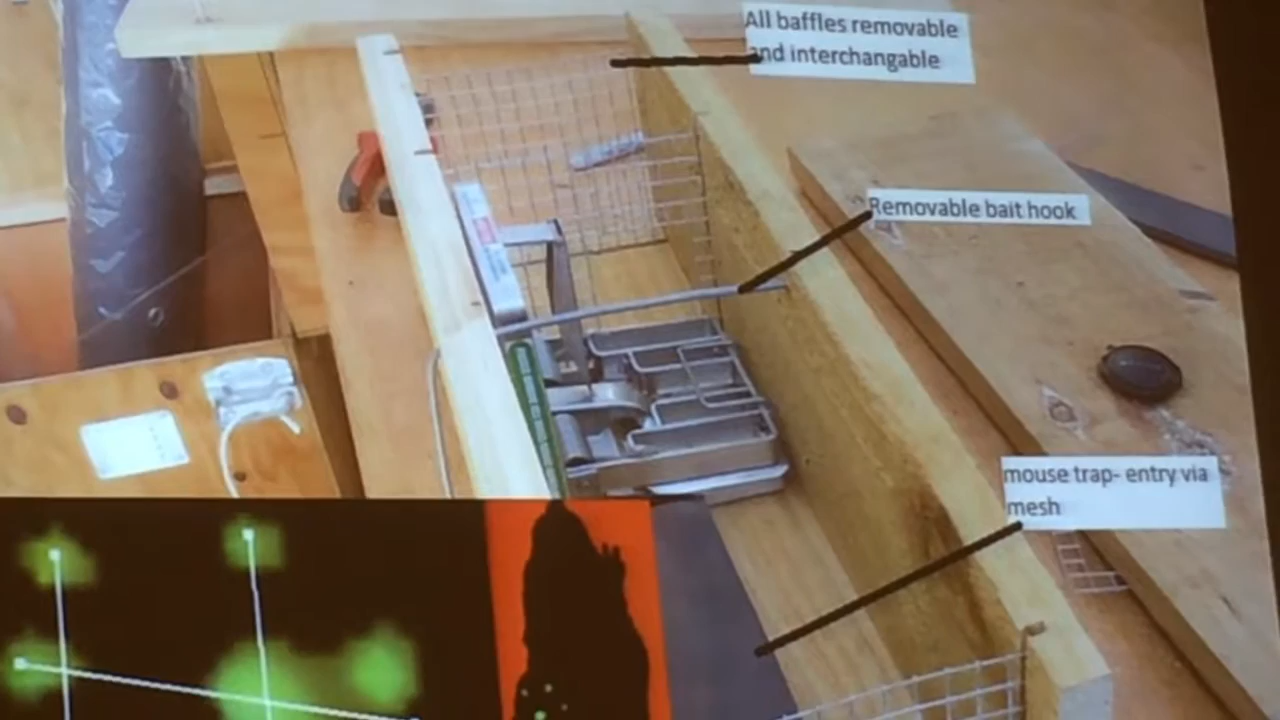 All baffles removable
and interchangable
Removable bait hook
mouse trap- entry via
mesh